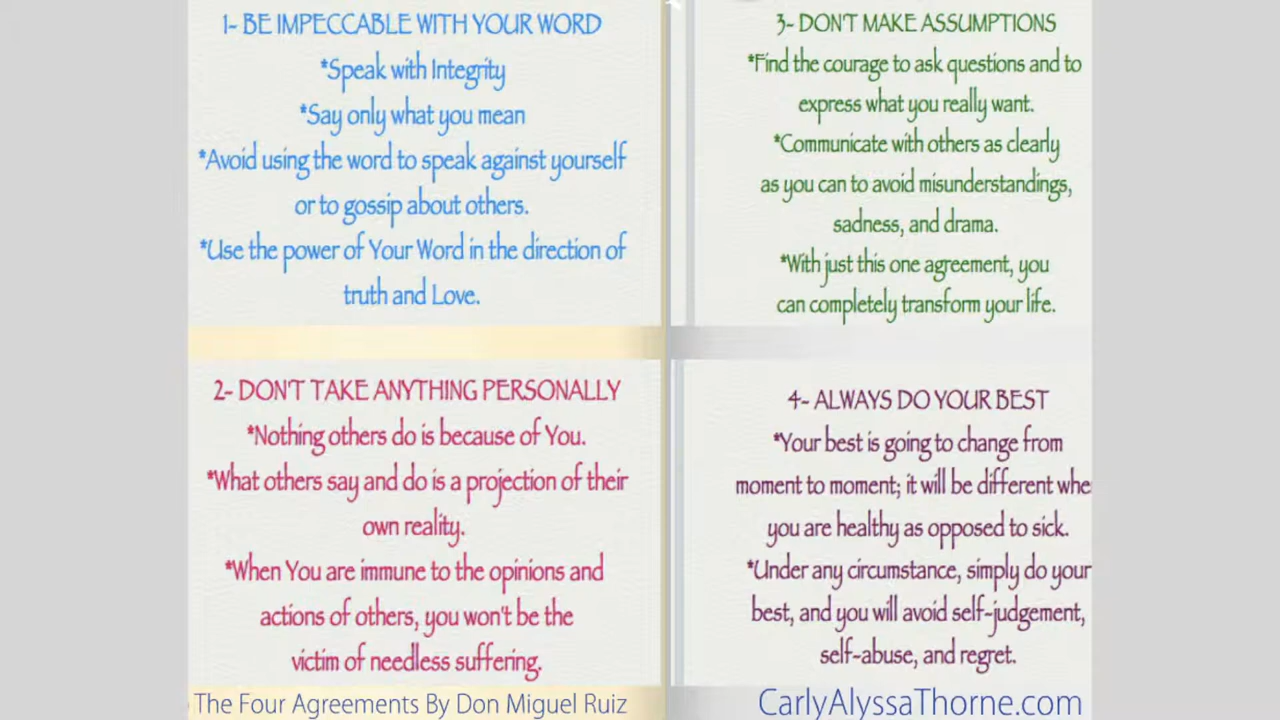 1- BE IMPECCABLE WITH YOUR WORD
*Speak with Integrity
*Say only what you mean
*Avoid using the word to speak against yourself
or to gossip about others.
*Use the power of Your Word in the direction of
truth and Love.
2- DON'T TAKE ANYTHING PERSONALLY
*Nothing others do is because of You.
*What others say and do is a projection of their
own reality.
*When You are immune to the opinions and
actions of others, you won't be the
victim of needless suffering.
The Four Agreements By Don Miguel Ruiz
3- DON'T MAKE ASSUMPTIONS
*Find the courage to ask questions and to
express what you really want.
*Communicate with others as clearly
as you can to avoid misunderstandings,
sadness, and drama.
*With just this one agreement, you
can completely transform your life.
4- ALWAYS DO YOUR BEST
*Your best is going to change from
moment to moment; it will be different whe
you are healthy as opposed to sick.
*Under any circumstance, simply do your
best, and you will avoid self-judgement,
self-abuse, and regret.
CarlyAlyssaThorne.com